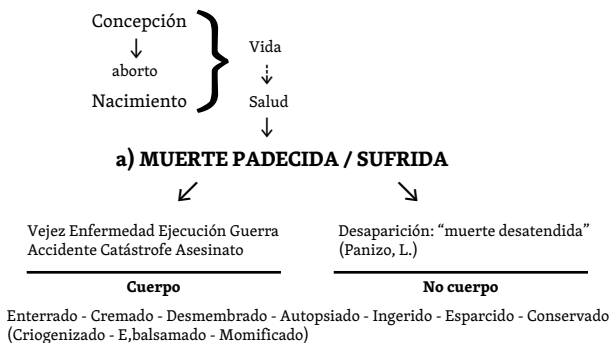 Concepción
Vida
aborto
Nacimiento
Salud
a) MUERTE PADECIDA / SUFRIDA
Vejez Enfermedad Ejecución Guerra
Accidente Catástrofe Asesinato
Desaparición: “muerte desatendida”
(Panizo, L.)
Cuerpo
No cuerpo
Enterrado - Cremado - Desmembrado - Autopsiado - Ingerido - Esparcido - Conservado
(Criogenizado - E,balsamado - Momificado)